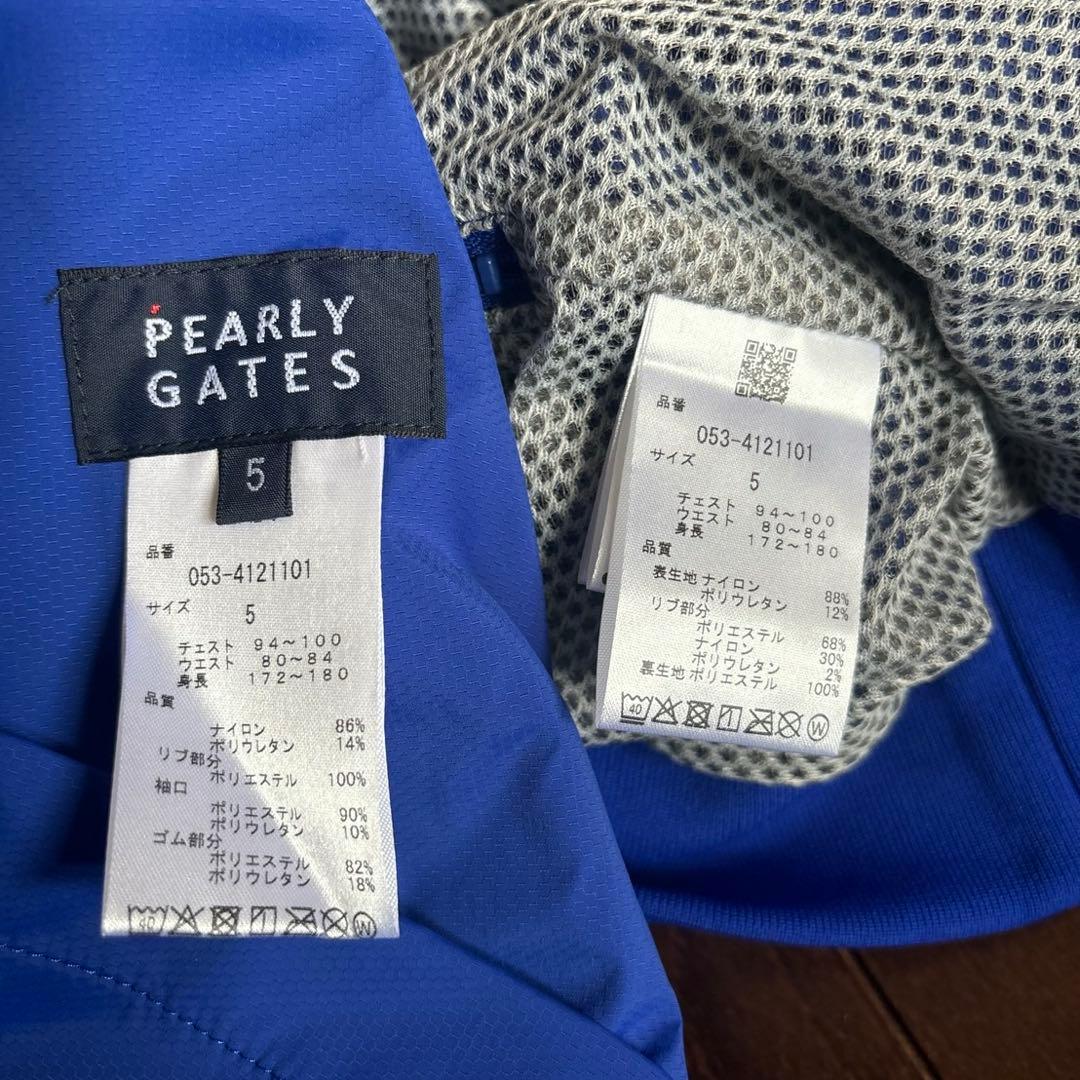 PEARLY
GATES
5
品番
053-4121101
サイズ
5
チェスト 94～100
ウエスト 80～84
身長 172～180
品質
ナイロン 86%
ポリウレタン 14%
リブ部分
ポリエステル 100%
袖口
ポリエステル 90%
ポリウレタン 10%
ゴム部分
ポリエステル 82%
ポリウレタン 18%
40
W
品番
053-4121101
サイズ
5
チェスト 94～100
ウエスト 80～84
身長 172～180
品質
表生地 ナイロン 88%
ポリウレタン 12%
リブ部分
ポリエステル 68%
ナイロン 30%
ポリウレタン 2%
裏生地 ポリエステル 100%
40
W